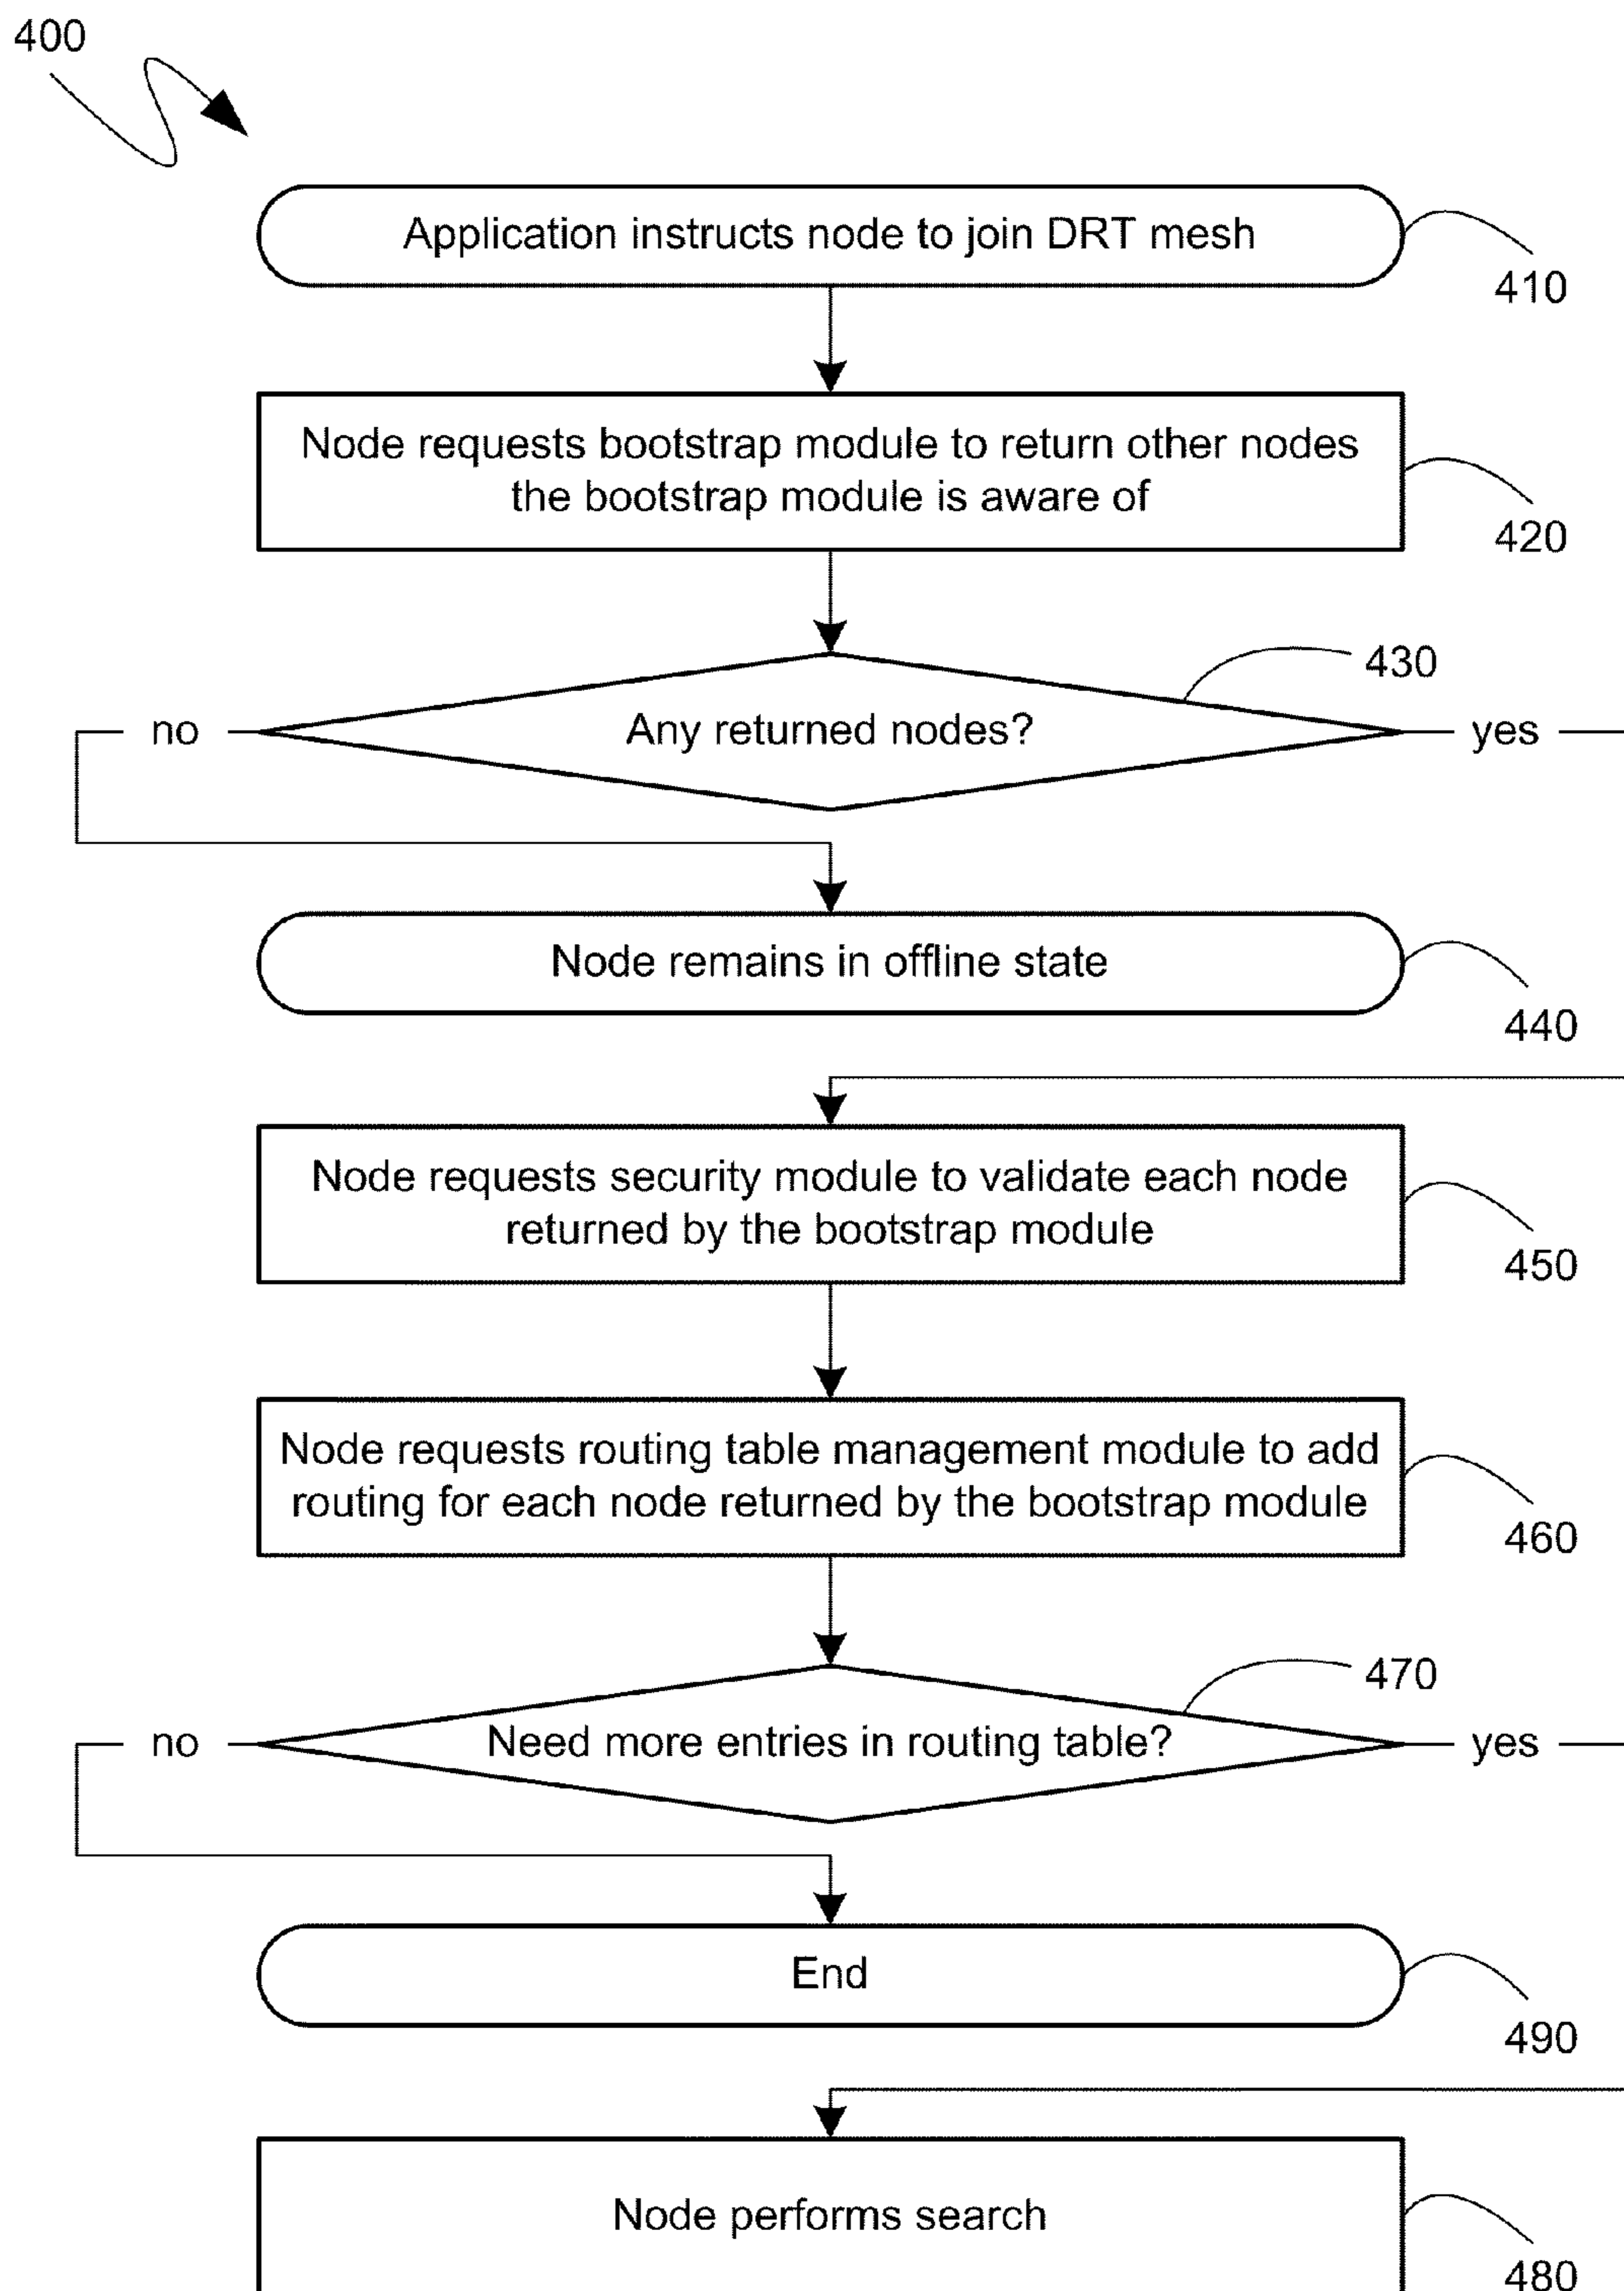 400
Application instructs node to join DRT mesh
410
Node requests bootstrap module to return other nodes
the bootstrap module is aware of
420
430
no
Any returned nodes?
yes
Node remains in offline state
440
Node requests security module to validate each node
returned by the bootstrap module
450
Node requests routing table management module to add
routing for each node returned by the bootstrap module
460
470
no
Need more entries in routing table?
yes
End
490
Node performs search
480